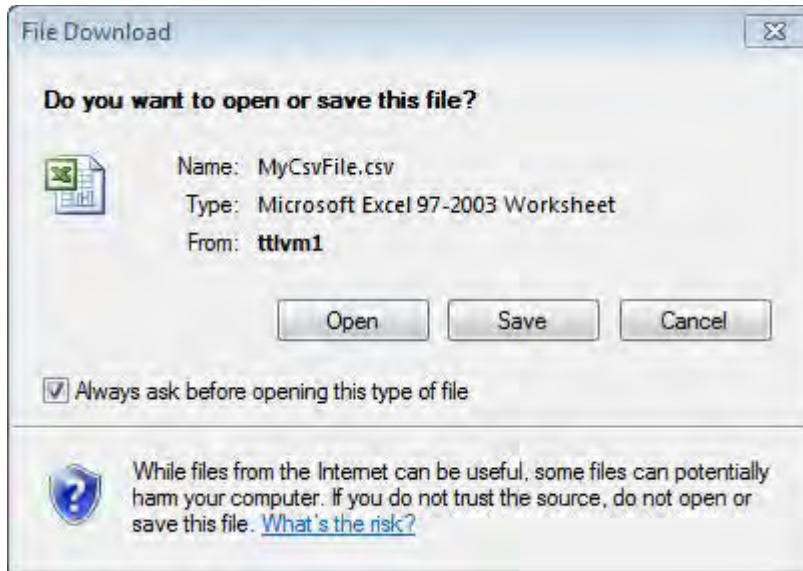 File Download
Do you want to open or save this file?
Name: MyCsvFile.csv
Type: Microsoft Excel 97-2003 Worksheet
From: ttlvm1
Open Save Cancel
Always ask before opening this type of file
While files from the Internet can be useful, some files can potentially
harm your computer. If you do not trust the source, do not open or
save this file. What's the risk?